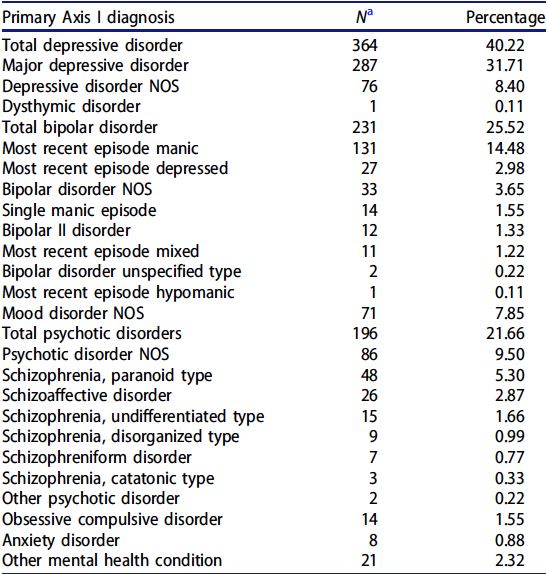 Primary Axis I diagnosis Nª Percentage
Total depressive disorder 364 40.22
Major depressive disorder 287 31.71
Depressive disorder NOS 76 8.40
Dysthymic disorder 1 0.11
Total bipolar disorder 231 25.52
Most recent episode manic 131 14.48
Most recent episode depressed 27 2.98
Bipolar disorder NOS 33 3.65
Single manic episode 14 1.55
Bipolar II disorder 12 1.33
Most recent episode mixed 11 1.22
Bipolar disorder unspecified type 2 0.22
Most recent episode hypomanic 1 0.11
Mood disorder NOS 71 7.85
Total psychotic disorders 196 21.66
Psychotic disorder NOS 86 9.50
Schizophrenia, paranoid type 48 5.30
Schizoaffective disorder 26 2.87
Schizophrenia, undifferentiated type 15 1.66
Schizophrenia, disorganized type 9 0.99
Schizophreniform disorder 7 0.77
Schizophrenia, catatonic type 3 0.33
Other psychotic disorder 2 0.22
Obsessive compulsive disorder 14 1.55
Anxiety disorder 8 0.88
Other mental health condition 21 2.32